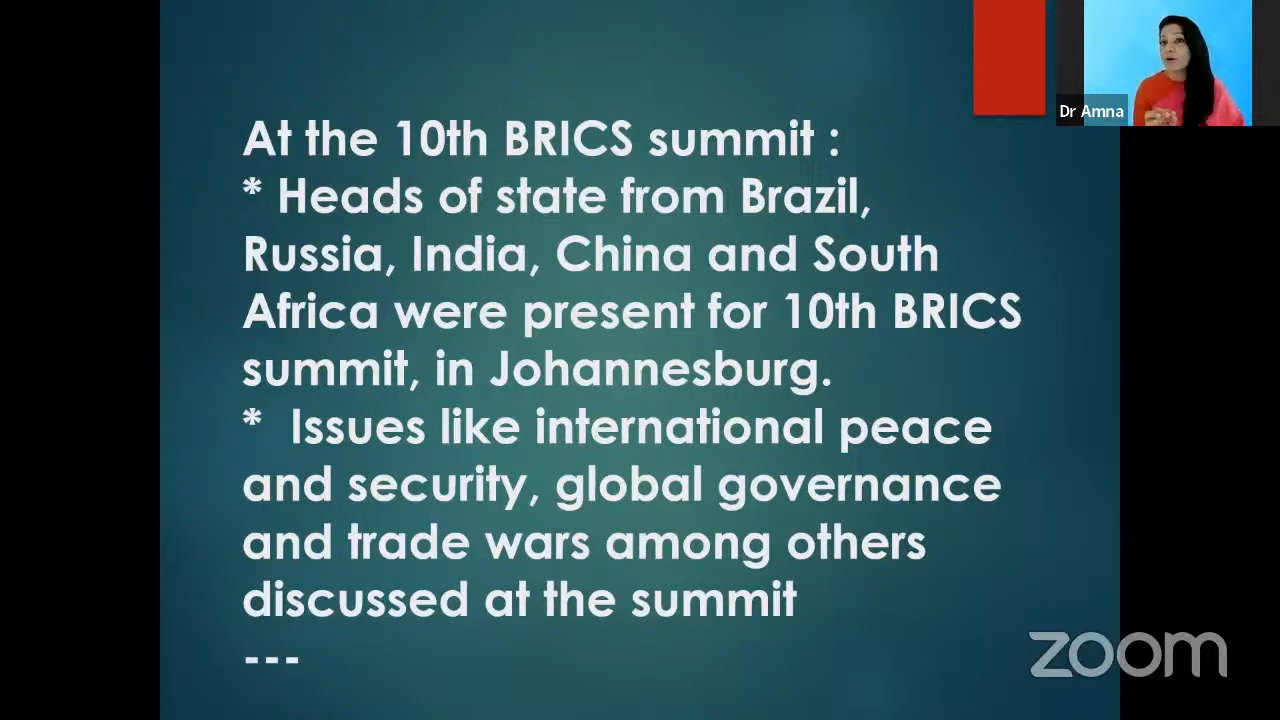 At the 10th BRICS summit :
* Heads of state from Brazil,
Russia, India, China and South
Africa were present for 10th BRICS
summit, in Johannesburg.
* Issues like international peace
and security, global governance
and trade wars among others
discussed at the summit
---
Dr Amna
zoom